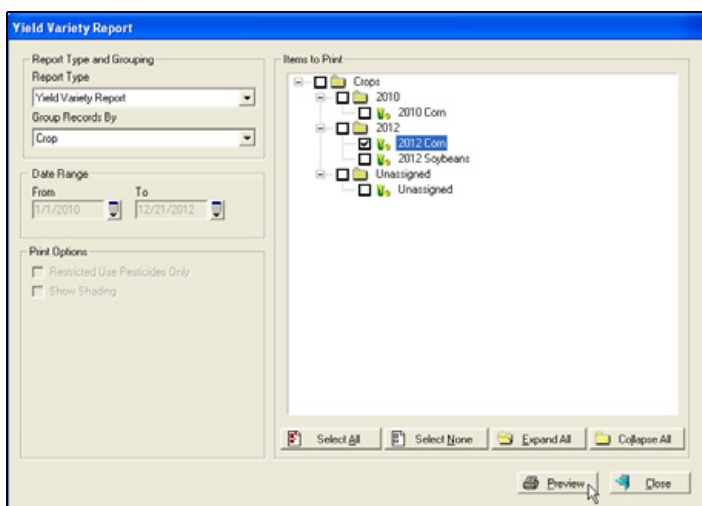 Yield Variety Report
Report Type and Grouping
Report Type
Yield Variety Report
Group Records By
Crop
Date Range
From To
1/1/2010 12/21/2012
Print Options
Restricted Use Pesticides Only
Show Shading
Items to Print
Crops
2010
2010 Corn
2012
2012 Corn
2012 Soybeans
Unassigned
Unassigned
Select All Select None Expand All Collapse All
Preview Close